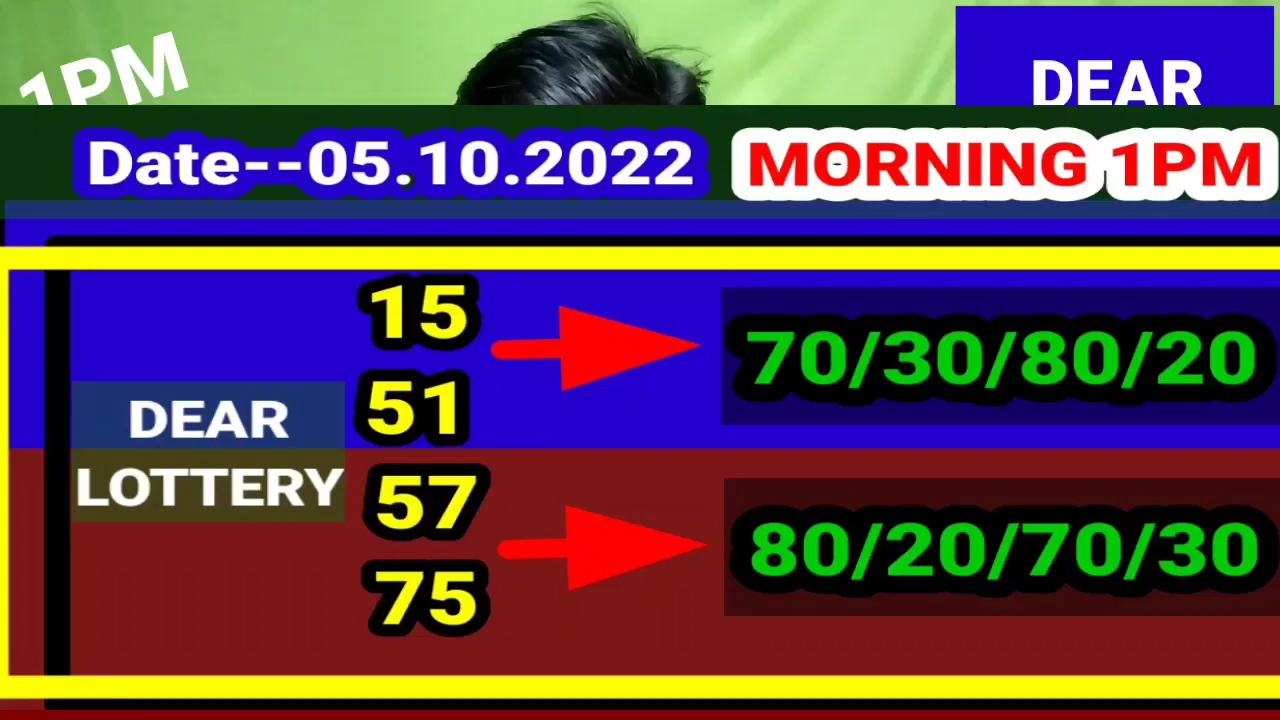 1PM
DEAR
Date--05.10.2022 MORNING 1PM
15
70/30/80/20
DEAR
51
LOTTERY
57
80/20/70/30
75